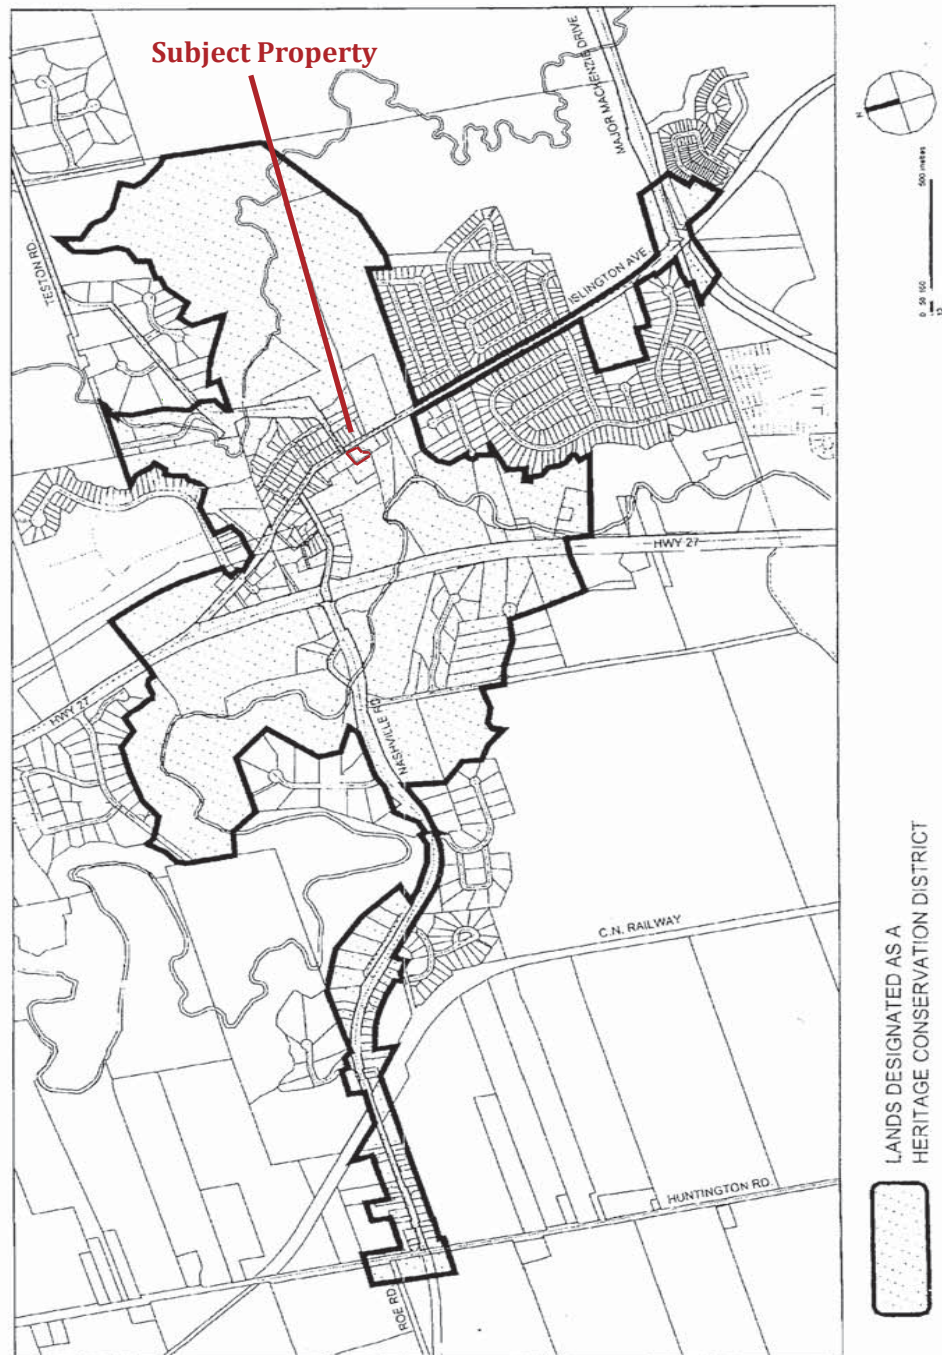 Subject Property
MAJOR MACKENZIE DRIVE
N
TESTON RD
ISLINGTON AVE.
0 50 100 500 metres
HWY 27
HWY 27
NASHVILLE RD
C.N. RAILWAY
HUNTINGTON RD.
ROE RD
LANDS DESIGNATED AS A
HERITAGE CONSERVATION DISTRICT